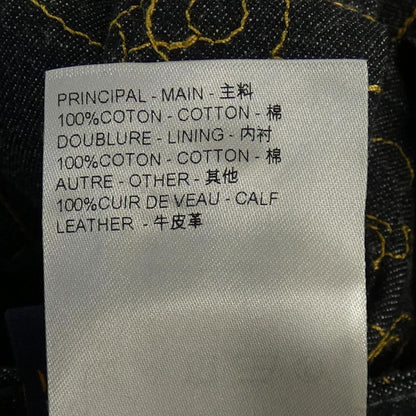 PRINCIPAL - MAIN - 主料
100%COTON - COTTON - 棉
DOUBLURE - LINING - 内衬
100%COTON - COTTON - 棉
AUTRE - OTHER - 其他
100%CUIR DE VEAU - CALF
LEATHER - 牛皮革